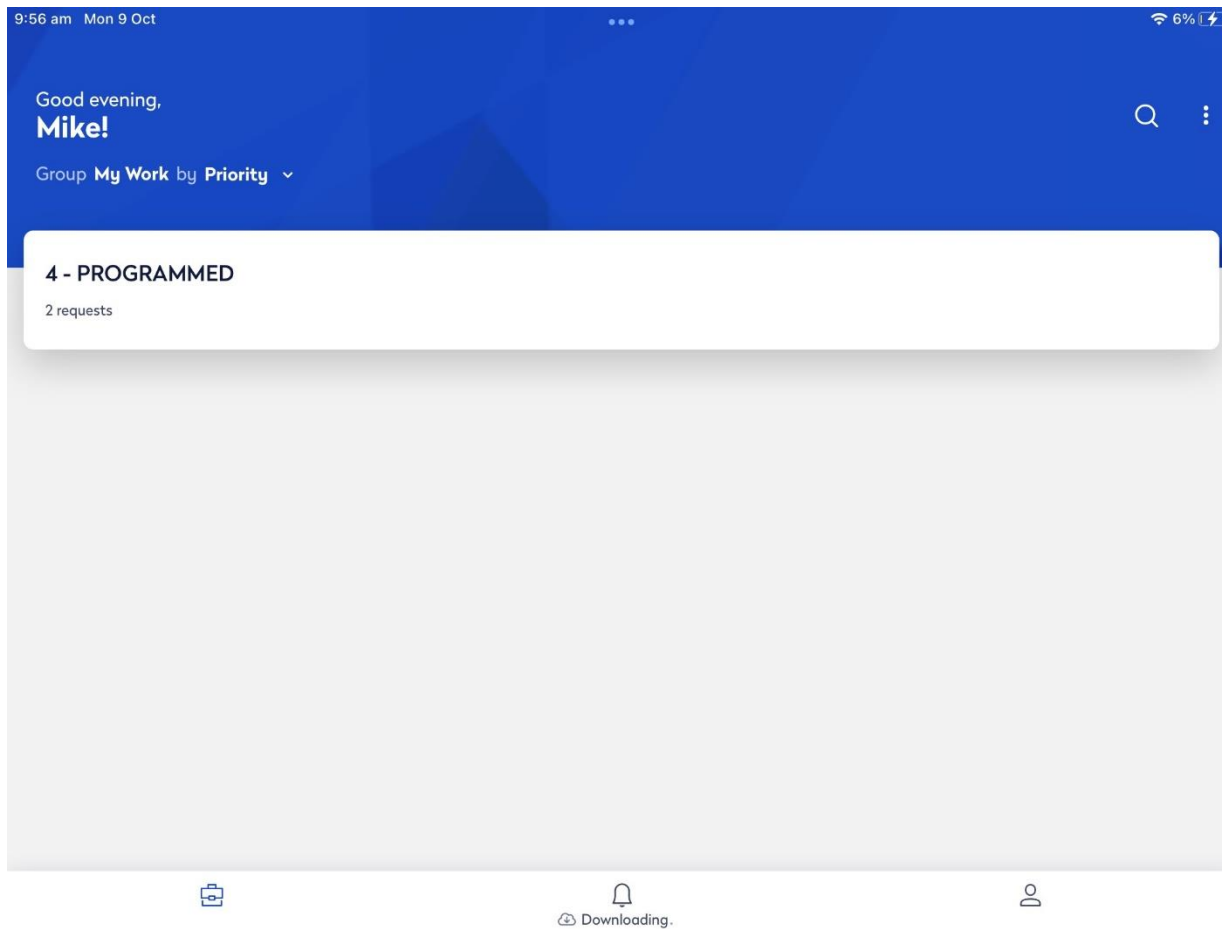 9:56 am Mon 9 Oct
6%
Good evening,
Mike!
Group My Work by Priority
4 - PROGRAMMED
2 requests
Downloading.